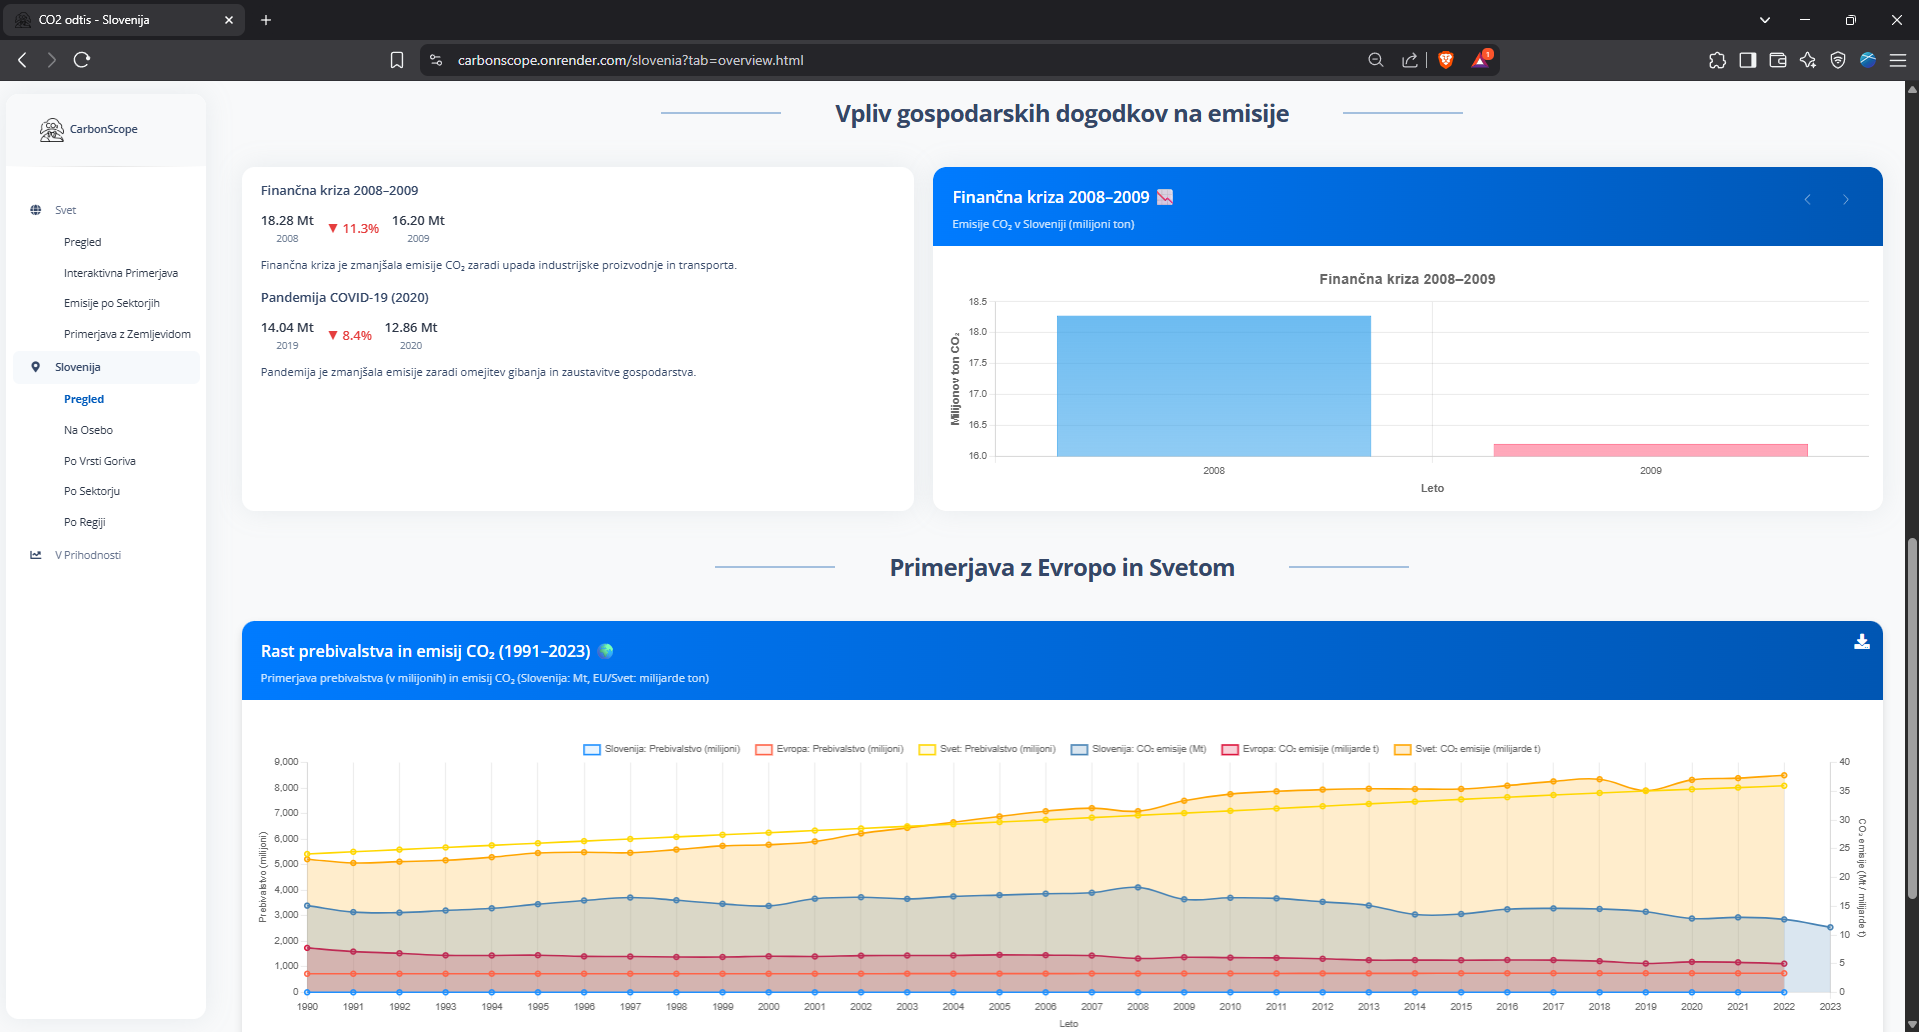 CO2 odtis - Slovenija
carbonscope.onrender.com/slovenia?tab=overview.html
1
CarbonScope
Svet
Pregled
Interaktivna Primerjava
Emisije po Sektorjih
Primerjava z Zemljevidom
Slovenija
Pregled
Na Osebo
Po Vrsti Goriva
Po Sektorju
Po Regiji
V Prihodnosti
Vpliv gospodarskih dogodkov na emisije
Finančna kriza 2008–2009
18.28 Mt ▼ 11.3% 16.20 Mt
2008 2009
Finančna kriza je zmanjšala emisije CO₂ zaradi upada industrijske proizvodnje in transporta.
Pandemija COVID-19 (2020)
14.04 Mt ▼ 8.4% 12.86 Mt
2019 2020
Pandemija je zmanjšala emisije zaradi omejitev gibanja in zaustavitve gospodarstva.
Finančna kriza 2008–2009
Emisije CO₂ v Sloveniji (milijoni ton)
Finančna kriza 2008–2009
Milijonov ton CO₂
18.5
18.0
17.5
17.0
16.5
16.0
2008 2009
Leto
Primerjava z Evropo in Svetom
Rast prebivalstva in emisij CO₂ (1991–2023)
Primerjava prebivalstva (v milijonih) in emisij CO₂ (Slovenija: Mt, EU/Svet: milijarde ton)
Slovenija: Prebivalstvo (milijoni) Evropa: Prebivalstvo (milijoni) Svet: Prebivalstvo (milijoni) Slovenija: CO₂ emisije (Mt) Evropa: CO₂ emisije (milijarde t) Svet: CO₂ emisije (milijarde t)
Prebivalstvo (milijoni)
9,000
8,000
7,000
6,000
5,000
4,000
3,000
2,000
1,000
0
40
35
30
25
20
15
10
5
0
CO₂ emisije (Mt / milijarde t)
1990 1991 1992 1993 1994 1995 1996 1997 1998 1999 2000 2001 2002 2003 2004 2005 2006 2007 2008 2009 2010 2011 2012 2013 2014 2015 2016 2017 2018 2019 2020 2021 2022 2023
Leto